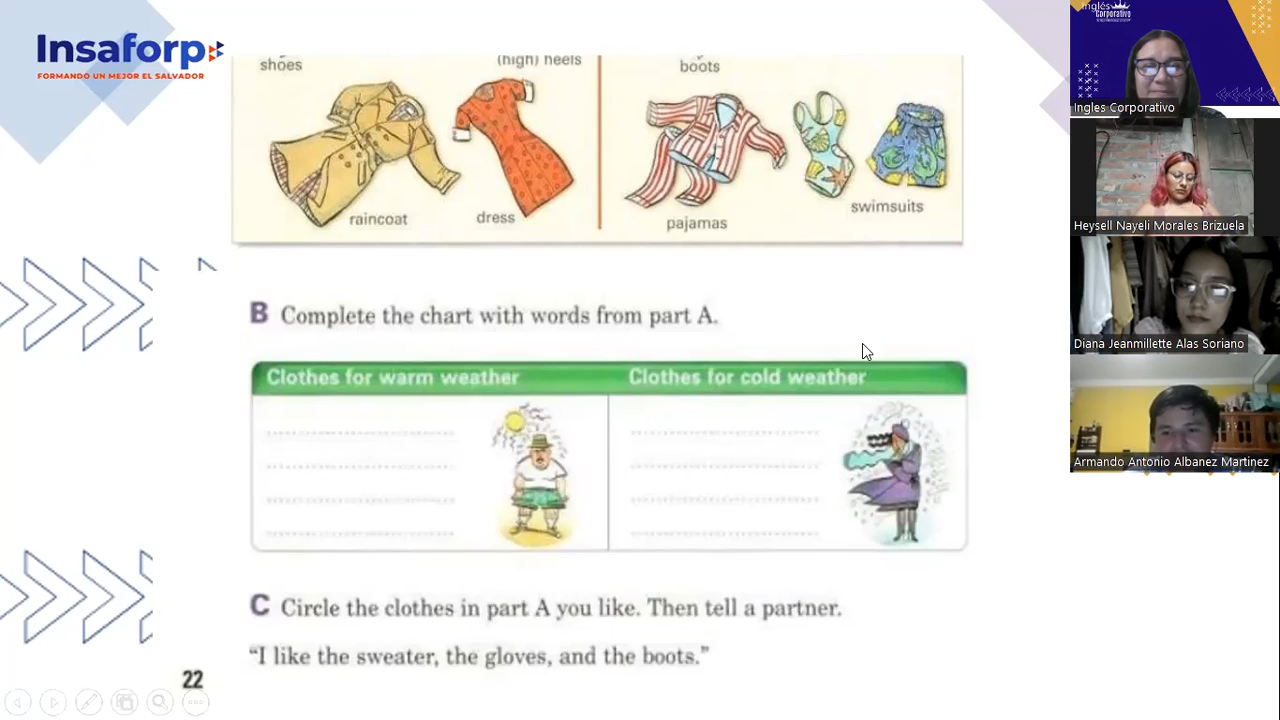 Insaforp
FORMANDO UN MEJOR EL SALVADOR
shoes
(high) heels
boots
raincoat
dress
pajamas
swimsuits
B Complete the chart with words from part A.
Clothes for warm weather
Clothes for cold weather
C Circle the clothes in part A you like. Then tell a partner.
“I like the sweater, the gloves, and the boots.”
22
Inglés
Corporativo
Ingles Corporativo
Heysell Nayeli Morales Brizuela
Diana Jeanmillette Alas Soriano
Armando Antonio Albanez Martinez